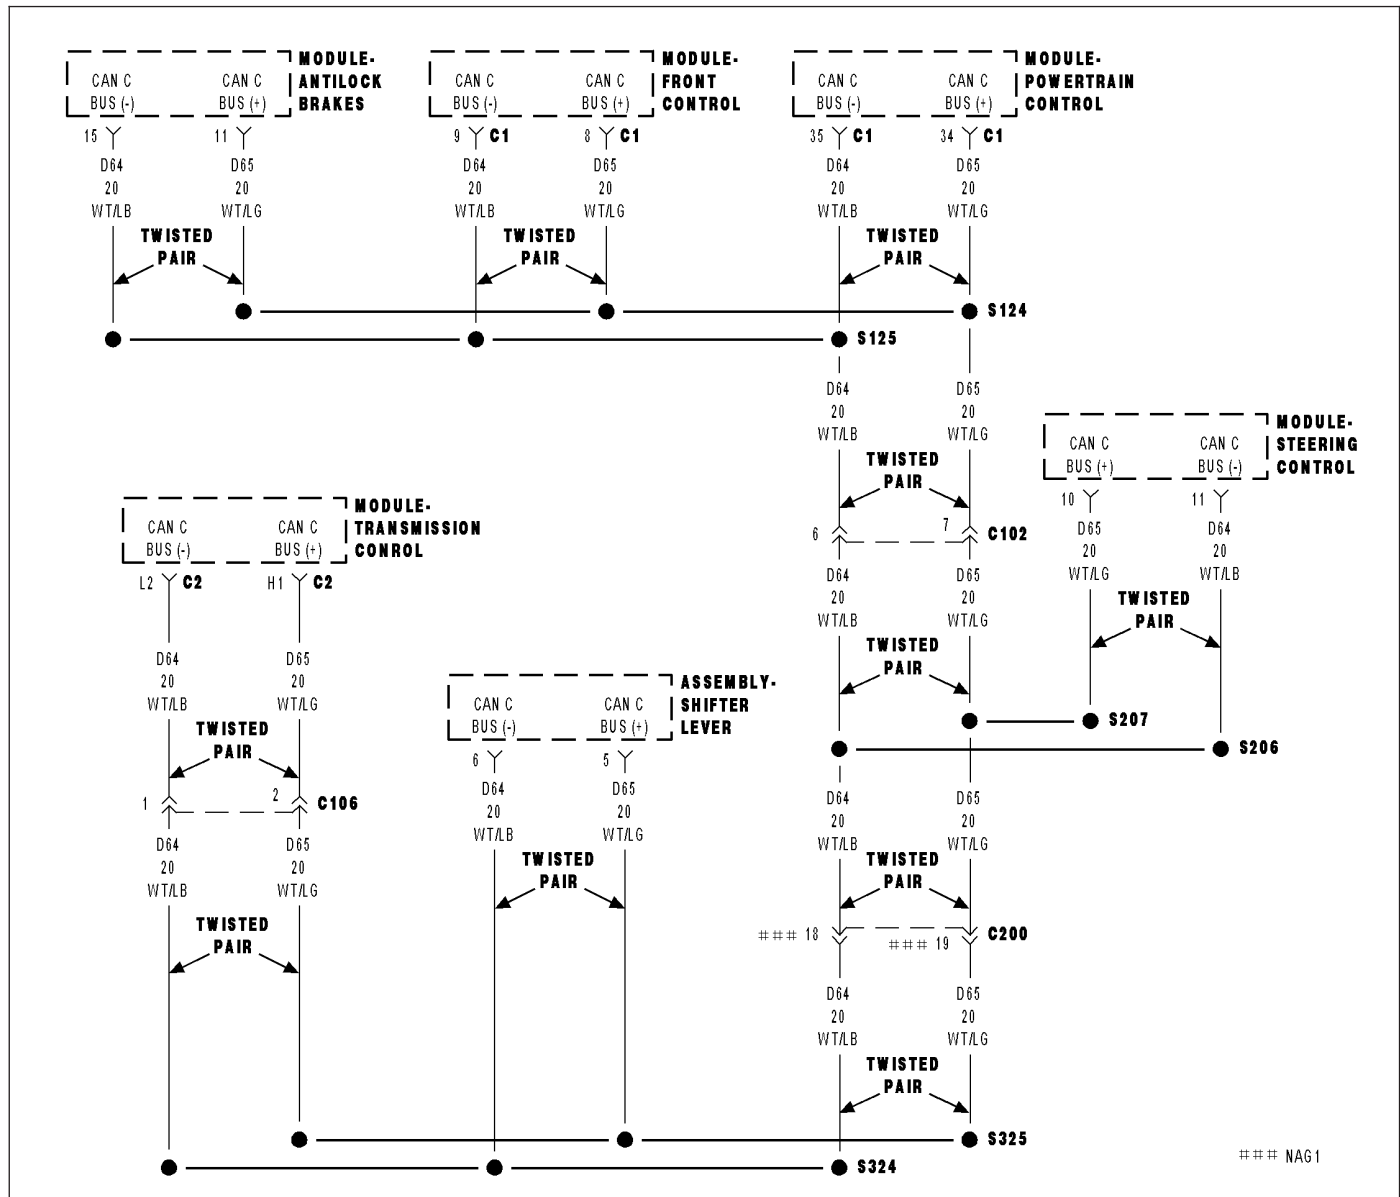 MODULE-
ANTILOCK
BRAKES
CAN C
BUS (-)
CAN C
BUS (+)
15
11
D64
20
WT/LB
D65
20
WT/LG
TWISTED
PAIR
MODULE-
FRONT
CONTROL
CAN C
BUS (-)
CAN C
BUS (+)
9
C1
8
C1
D64
20
WT/LB
D65
20
WT/LG
TWISTED
PAIR
MODULE-
POWERTRAIN
CONTROL
CAN C
BUS (-)
CAN C
BUS (+)
35
C1
34
C1
D64
20
WT/LB
D65
20
WT/LG
TWISTED
PAIR
S124
S125
D64
20
WT/LB
D65
20
WT/LG
TWISTED
PAIR
6
7
C102
D64
20
WT/LB
D65
20
WT/LG
TWISTED
PAIR
MODULE-
STEERING
CONTROL
CAN C
BUS (+)
CAN C
BUS (-)
10
11
D65
20
WT/LG
D64
20
WT/LB
TWISTED
PAIR
S207
S206
MODULE-
TRANSMISSION
CONROL
CAN C
BUS (-)
CAN C
BUS (+)
L2
C2
H1
C2
D64
20
WT/LB
D65
20
WT/LG
TWISTED
PAIR
1
2
C106
D64
20
WT/LB
D65
20
WT/LG
TWISTED
PAIR
ASSEMBLY-
SHIFTER
LEVER
CAN C
BUS (-)
CAN C
BUS (+)
6
5
D64
20
WT/LB
D65
20
WT/LG
TWISTED
PAIR
D64
20
WT/LB
D65
20
WT/LG
TWISTED
PAIR
### 18
### 19
C200
D64
20
WT/LB
D65
20
WT/LG
TWISTED
PAIR
S325
S324
### NAG1